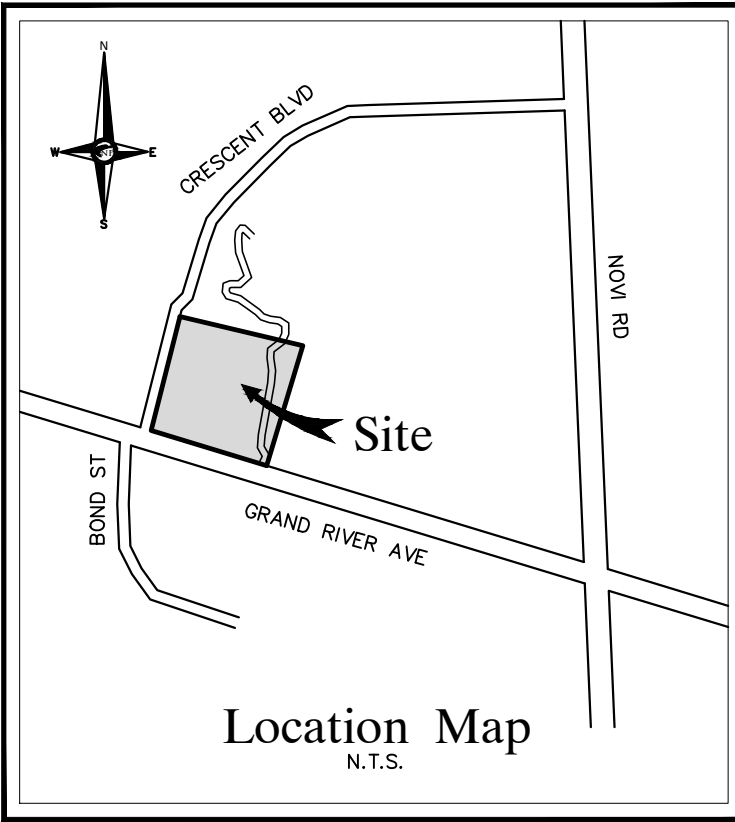 N
W
E
S
CRESCENT BLVD
NOVI RD
Site
BOND ST
GRAND RIVER AVE
Location Map
N.T.S.